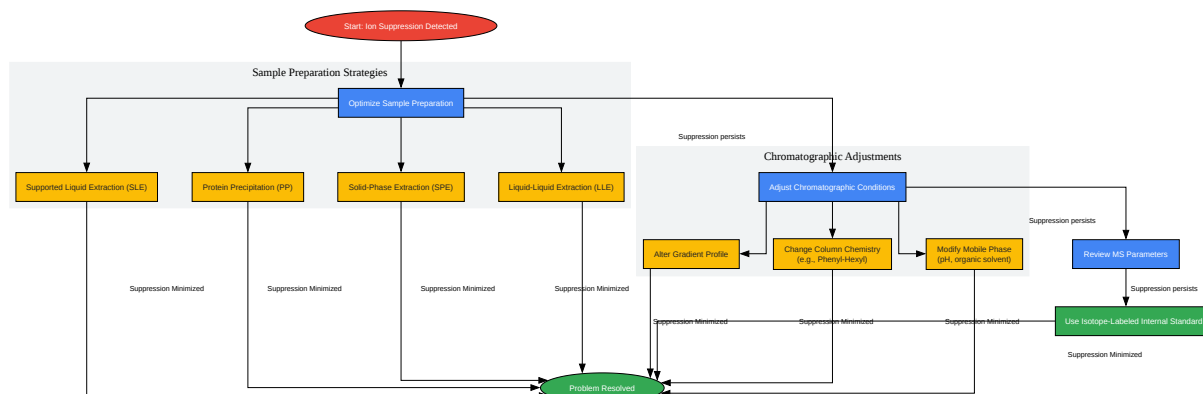 Start: Ion Suppression Detected
Sample Preparation Strategies
Optimize Sample Preparation
Suppression persists
Chromatographic Adjustments
Supported Liquid Extraction (SLE)
Protein Precipitation (PP)
Solid-Phase Extraction (SPE)
Liquid-Liquid Extraction (LLE)
Adjust Chromatographic Conditions
Suppression persists
Alter Gradient Profile
Change Column Chemistry
(e.g., Phenyl-Hexyl)
Modify Mobile Phase
(pH, organic solvent)
Review MS Parameters
Suppression Minimized
Suppression Minimized
Suppression Minimized
Suppression Minimized
Suppression persists
Suppression Minimized
Suppression Minimized
Suppression Minimized
Use Isotope-Labeled Internal Standard
Suppression Minimized
Problem Resolved